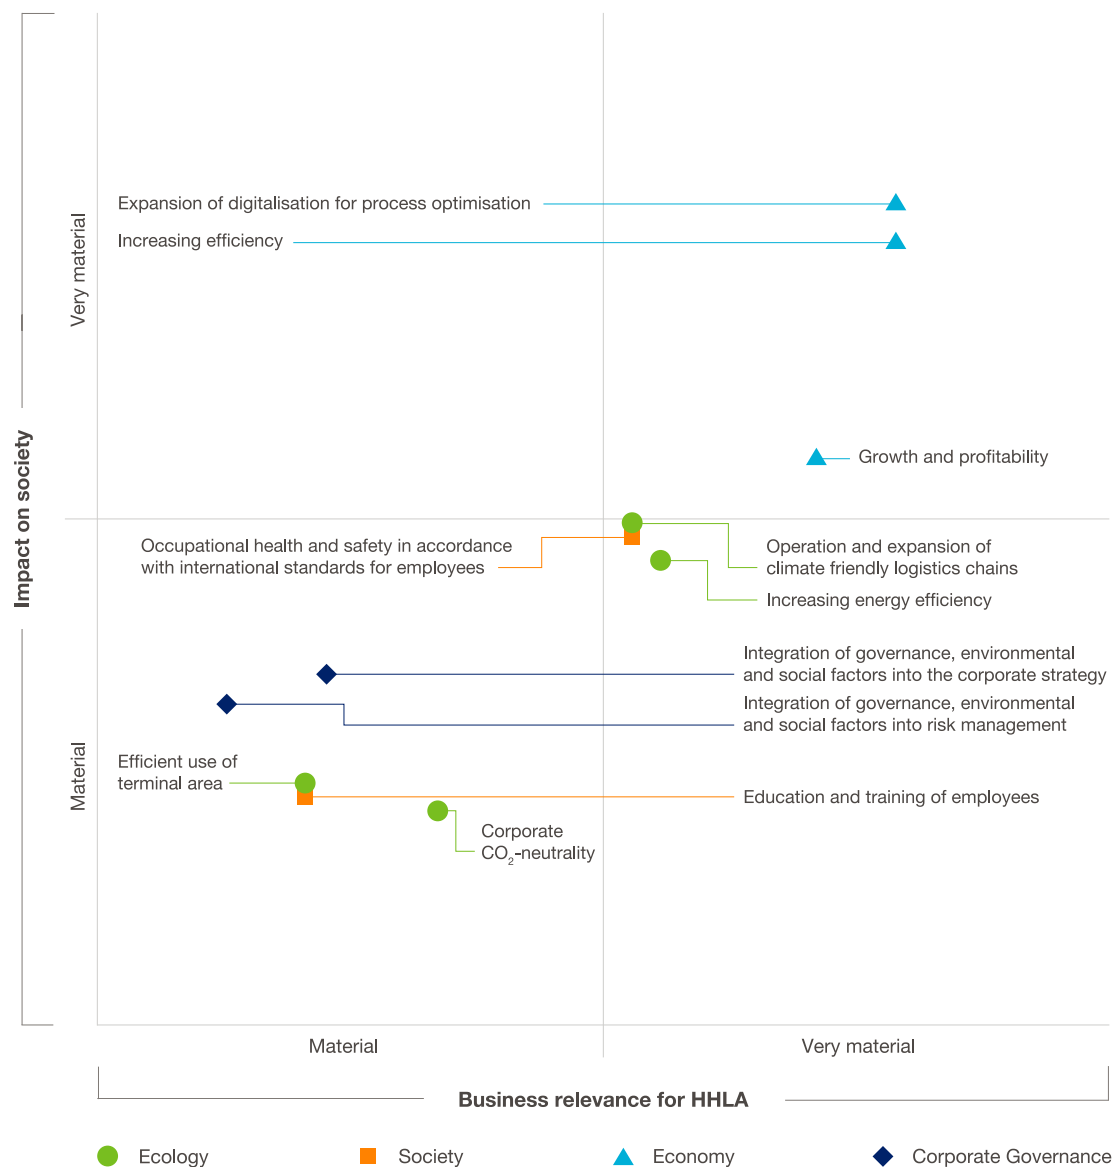 Expansion of digitalisation for process optimisation
Increasing efficiency
Very material
Growth and profitability
Impact on society
Occupational health and safety in accordance
with international standards for employees
Operation and expansion of
climate friendly logistics chains
Increasing energy efficiency
Integration of governance, environmental
and social factors into the corporate strategy
Integration of governance, environmental
and social factors into risk management
Material
Efficient use of
terminal area
Education and training of employees
Corporate
CO₂-neutrality
Material
Very material
Business relevance for HHLA
Ecology
Society
Economy
Corporate Governance